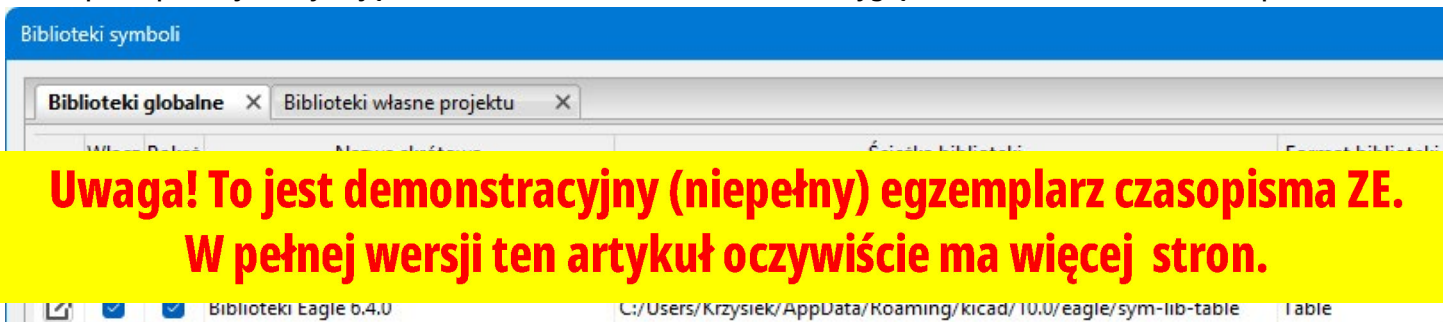 Biblioteki symboli
Biblioteki globalne × Biblioteki własne projektu ×
Uwaga! To jest demonstracyjny (niepełny) egzemplarz czasopisma ZE.
W pełnej wersji ten artykuł oczywiście ma więcej stron.
Biblioteki Eagle 6.4.0 C:/Users/Krzysiek/AppData/Roaming/kicad/10.0/eagle/sym-lib-table Table